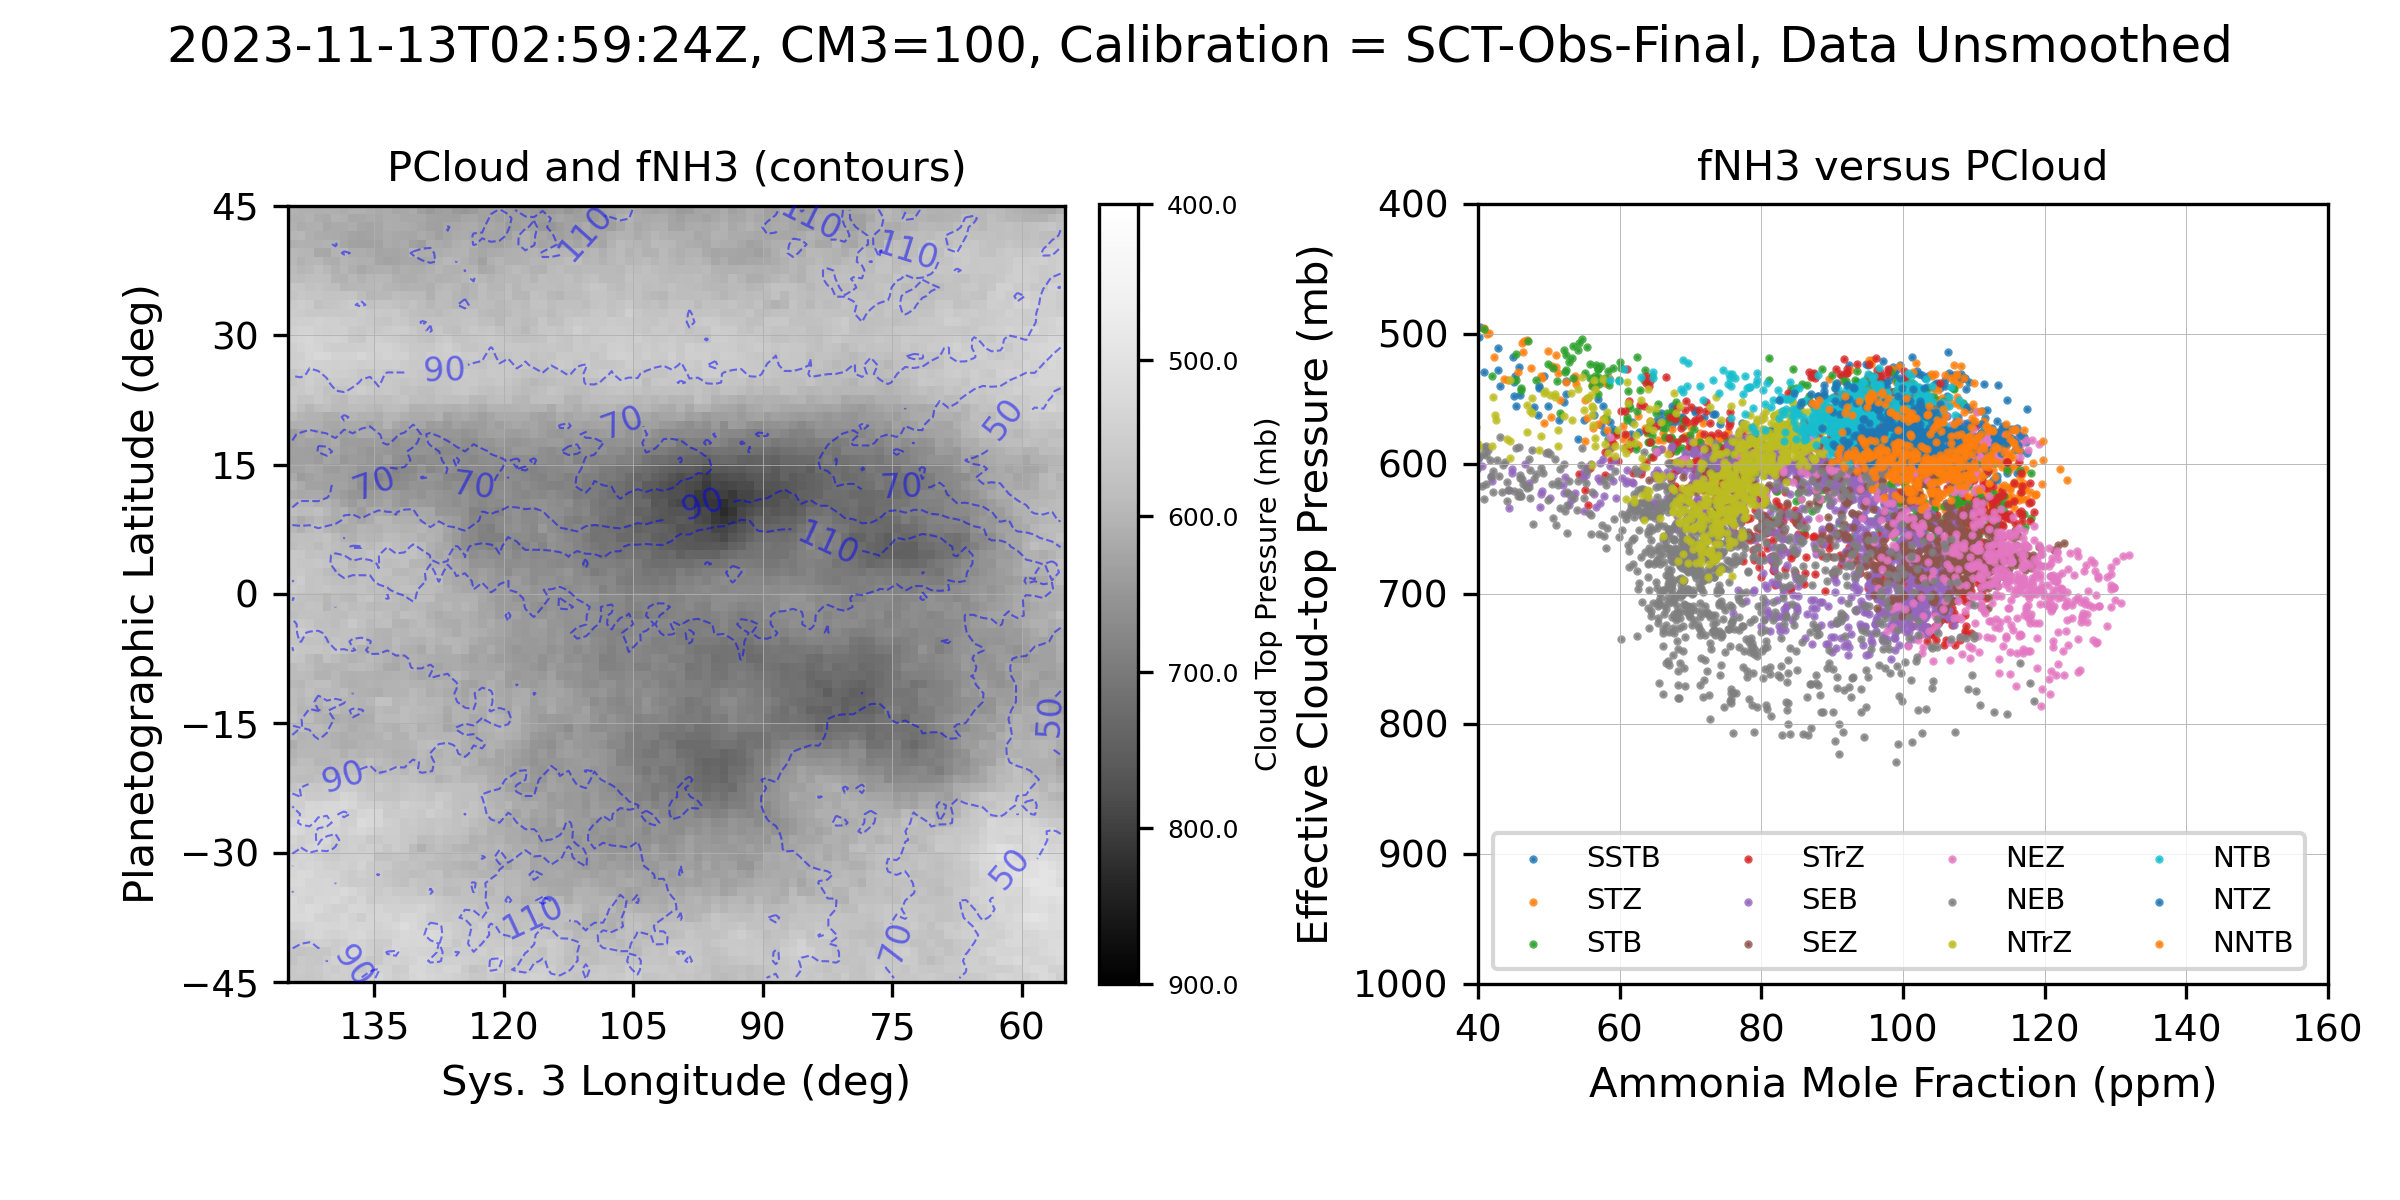 2023-11-13T02:59:24Z, CM3=100, Calibration = SCT-Obs-Final, Data Unsmoothed
PCloud and fNH3 (contours)
45
30
15
0
−15
−30
−45
Planetographic Latitude (deg)
110
110
110
90
70
50
70
70
90
70
110
50
90
50
110
70
90
135
120
105
90
75
60
Sys. 3 Longitude (deg)
400.0
500.0
600.0
700.0
800.0
900.0
Cloud Top Pressure (mb)
fNH3 versus PCloud
400
500
600
700
800
900
1000
Effective Cloud-top Pressure (mb)
SSTB
STZ
STB
STrZ
SEB
SEZ
NEZ
NEB
NTrZ
NTB
NTZ
NNTB
40
60
80
100
120
140
160
Ammonia Mole Fraction (ppm)